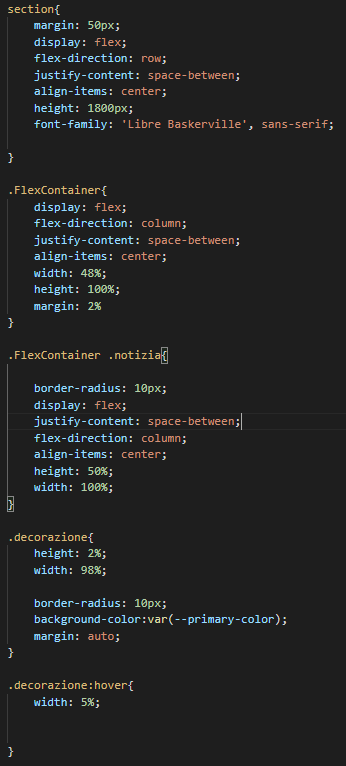 section{
    margin: 50px;
    display: flex;
    flex-direction: row;
    justify-content: space-between;
    align-items: center;
    height: 1800px;
    font-family: 'Libre Baskerville', sans-serif;
}
.FlexContainer{
    display: flex;
    flex-direction: column;
    justify-content: space-between;
    align-items: center;
    width: 48%;
    height: 100%;
    margin: 2%
}
.FlexContainer .notizia{
    border-radius: 10px;
    display: flex;
    justify-content: space-between;
    flex-direction: column;
    align-items: center;
    height: 50%;
    width: 100%;
}
.decorazione{
    height: 2%;
    width: 98%;
    border-radius: 10px;
    background-color:var(--primary-color);
    margin: auto;
}
.decorazione:hover{
    width: 5%;
}